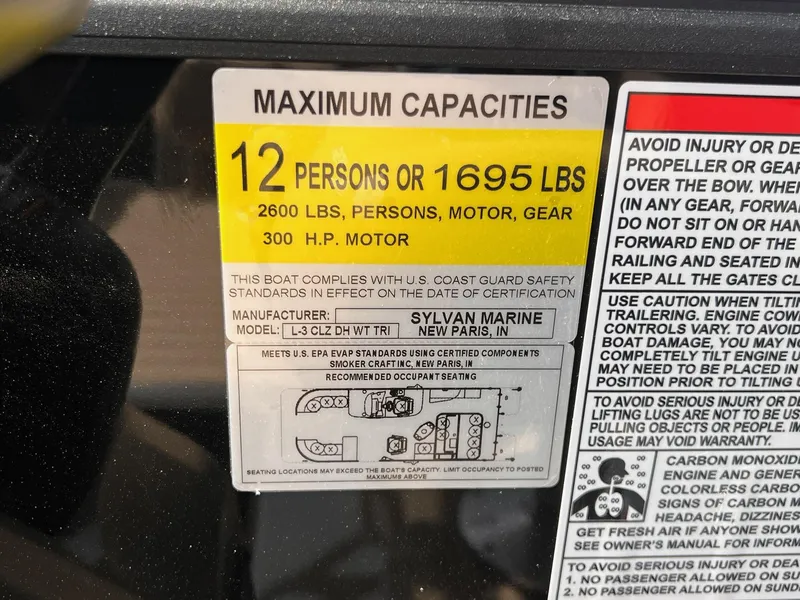 MAXIMUM CAPACITIES
12 PERSONS OR 1695 LBS
2600 LBS, PERSONS, MOTOR, GEAR
300 H.P. MOTOR
THIS BOAT COMPLIES WITH U.S. COAST GUARD SAFETY
STANDARDS IN EFFECT ON THE DATE OF CERTIFICATION
MANUFACTURER: SYLVAN MARINE
MODEL: L-3 CLZ DH WT TRI NEW PARIS, IN
MEETS U.S. EPA EVAP STANDARDS USING CERTIFIED COMPONENTS
SMOKER CRAFT INC, NEW PARIS, IN
RECOMMENDED OCCUPANT SEATING
SEATING LOCATIONS MAY EXCEED THE BOAT'S CAPACITY. LIMIT OCCUPANCY TO POSTED
MAXIMUMS ABOVE
AVOID INJURY OR DE
PROPELLER OR GEAR
OVER THE BOW. WHE
(IN ANY GEAR, FORWA
DO NOT SIT ON OR HAN
FORWARD END OF THE
RAILING AND SEATED IN
KEEP ALL THE GATES CL
USE CAUTION WHEN TILTI
TRAILERING. ENGINE COW
CONTROLS VARY. TO AVOID
BOAT DAMAGE, YOU MAY NO
COMPLETELY TILT ENGINE U
MAY NEED TO BE PLACED IN
POSITION PRIOR TO TILTING
TO AVOID SERIOUS INJURY OR DE
LIFTING LUGS ARE NOT TO BE US
PULLING OBJECTS OR PEOPLE. IM
USAGE MAY VOID WARRANTY.
CARBON MONOXIDE
ENGINE AND GENER
COLORLESS CARBO
SIGNS OF CARBON M
HEADACHE, DIZZINES
GET FRESH AIR IF ANYONE SHOW
SEE OWNER'S MANUAL FOR INFORM
TO AVOID SERIOUS INJURY OR DEA
1. NO PASSENGER ALLOWED ON SUN
2. NO PASSENGER ALLOWED ON SUND